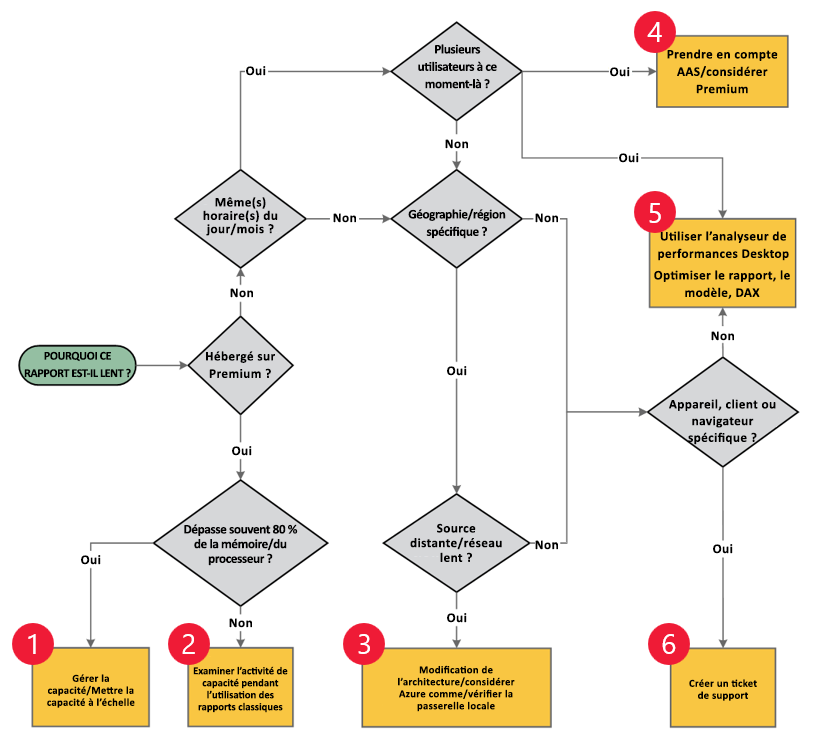 4
Plusieurs
utilisateurs à ce
moment-là ?
Prendre en compte
AAS/considérer
Premium
Oui
Oui
Non
Oui
Même(s)
horaire(s) du
jour/mois ?
Non
Géographie/région
spécifique ?
Non
5
Utiliser l’analyseur de
performances Desktop
Optimiser le rapport, le
modèle, DAX
Non
Non
POURQUOI CE
RAPPORT EST-IL LENT ?
Hébergé sur
Premium ?
Oui
Appareil, client ou
navigateur
spécifique ?
Oui
Dépasse souvent 80 %
de la mémoire/du
processeur ?
Source
distante/réseau
lent ?
Non
Oui
Oui
Non
Oui
1
2
3
6
Gérer la
capacité/Mettre la
capacité à l’échelle
Examiner l’activité de
capacité pendant
l’utilisation des
rapports classiques
Modification de
l’architecture/considérer
Azure comme/vérifier la
passerelle locale
Créer un ticket
de support